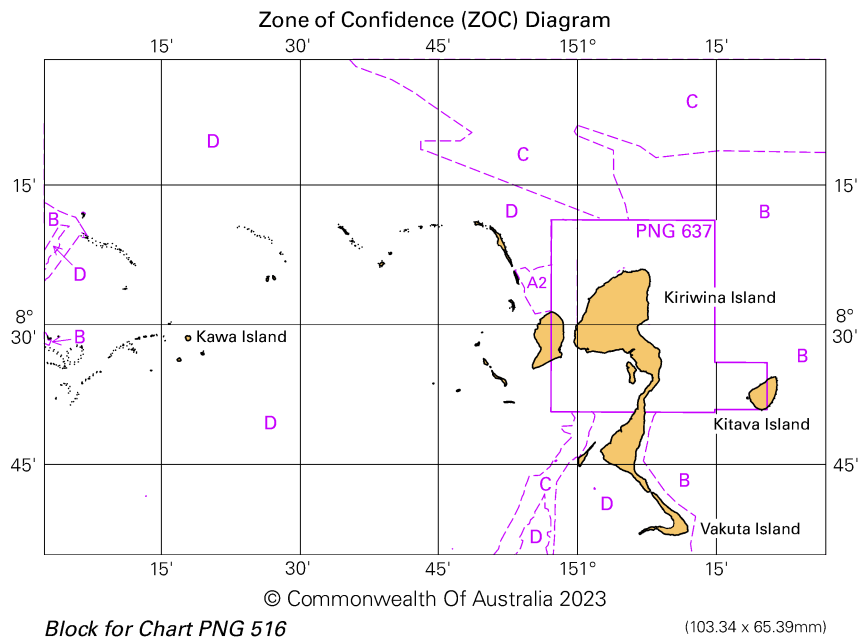 Zone of Confidence (ZOC) Diagram
15' 30' 45' 151° 15'
C
D
C
15' 15'
B D B
PNG 637
D A2
Kiriwina Island
8° 8°
30' B Kawa Island 30'
B
D Kitava Island
45' 45'
C B
D
D Vakuta Island
15' 30' 45' 151° 15'
© Commonwealth Of Australia 2023
Block for Chart PNG 516 (103.34 x 65.39mm)